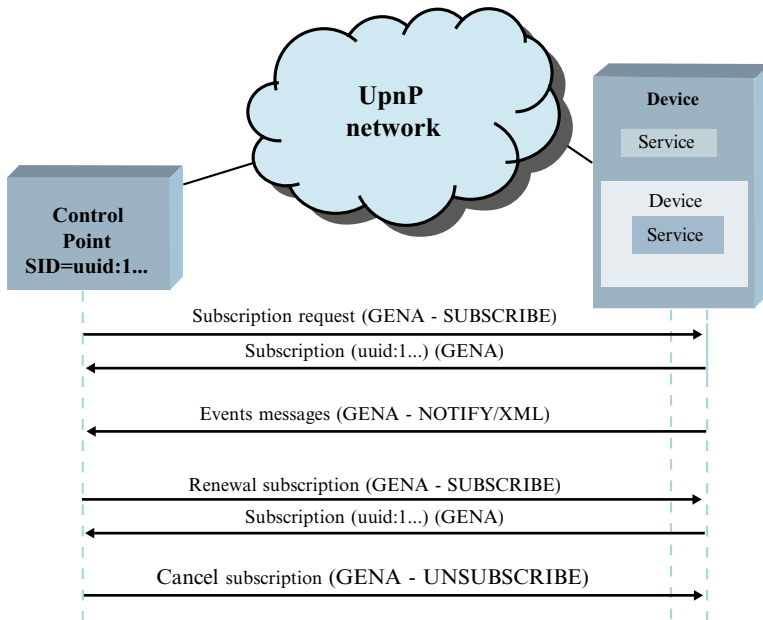 UpnP
network
Device
Service
Device
Service
Control
Point
SID=uuid:1...
Subscription request (GENA - SUBSCRIBE)
Subscription (uuid:1...) (GENA)
Events messages (GENA - NOTIFY/XML)
Renewal subscription (GENA - SUBSCRIBE)
Subscription (uuid:1...) (GENA)
Cancel subscription (GENA - UNSUBSCRIBE)